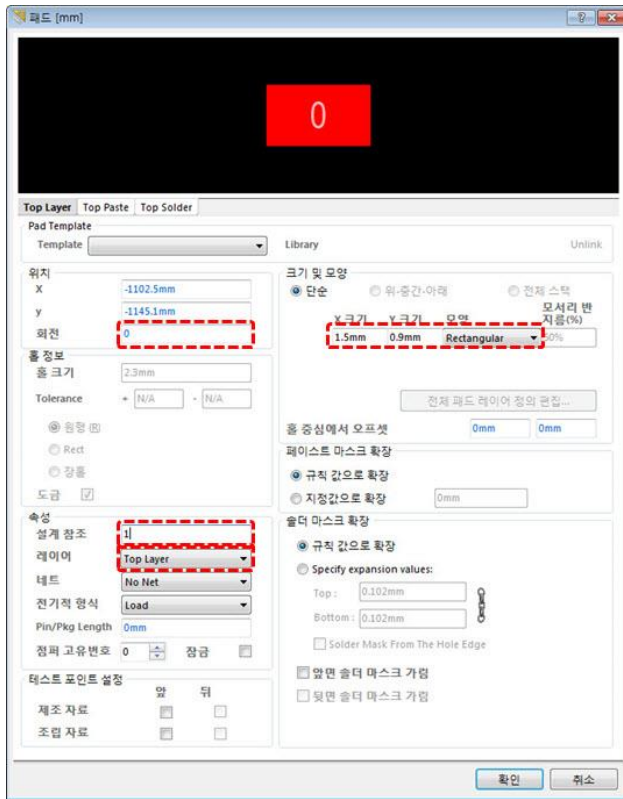 패드 [mm]
0
Top Layer Top Paste Top Solder
Pad Template
Template Library Unlink
위치
X -1102.5mm
y -1145.1mm
회전 0
홀 정보
홀 크기 2.3mm
Tolerance + N/A - N/A
원형 (R)
Rect
장홀
도금
속성
설계 참조 1
레이어 Top Layer
네트 No Net
전기적 형식 Load
Pin/Pkg Length 0mm
점퍼 고유번호 0 잠금
테스트 포인트 설정
앞 뒤
제조 자료
조립 자료
크기 및 모양
단순 위-중간-아래 전체 스택
X 크기 Y 크기 모양 모서리 반지름(%)
1.5mm 0.9mm Rectangular 50%
전체 패드 레이어 정의 편집...
홀 중심에서 오프셋 0mm 0mm
페이스트 마스크 확장
규칙 값으로 확장
지정값으로 확장 0mm
솔더 마스크 확장
규칙 값으로 확장
Specify expansion values:
Top : 0.102mm
Bottom : 0.102mm
Solder Mask From The Hole Edge
앞면 솔더 마스크 가림
뒷면 솔더 마스크 가림
확인 취소